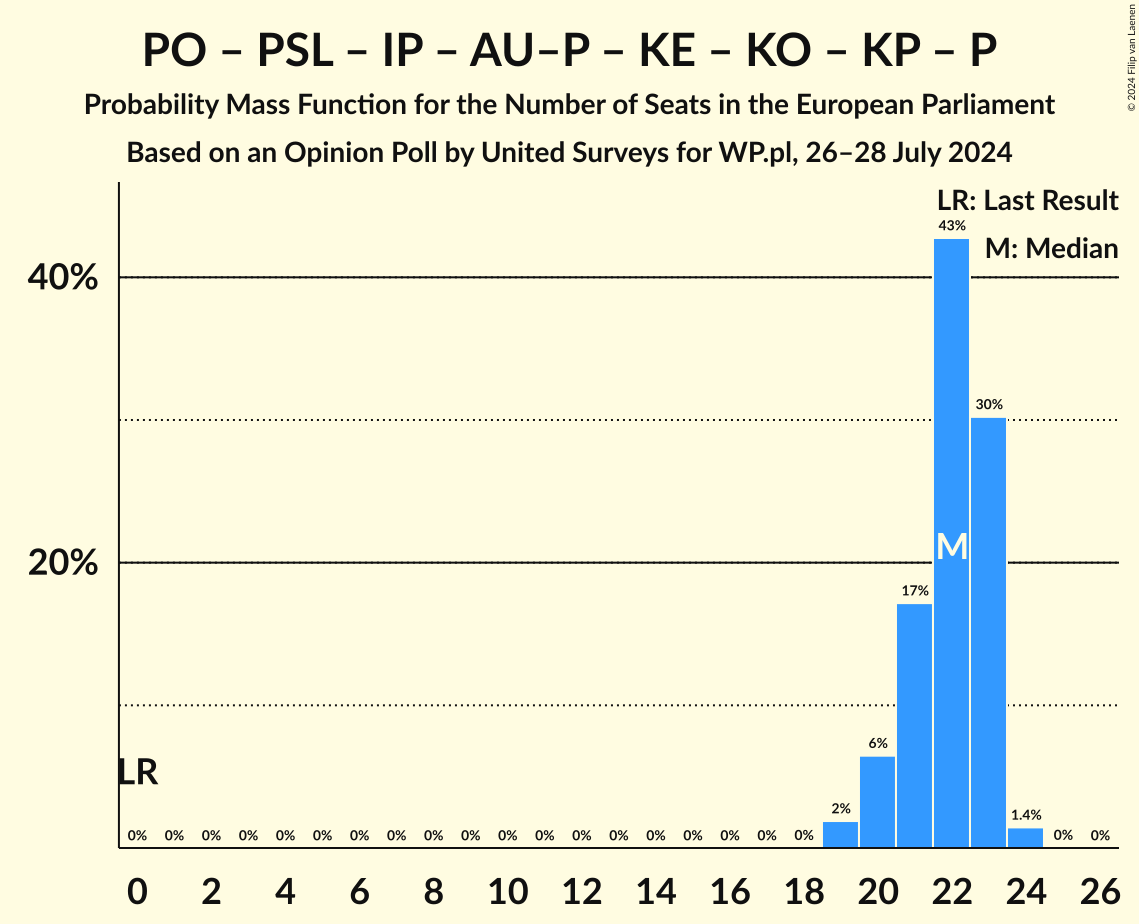 PO – PSL – IP – AU–P – KE – KO – KP – P
Probability Mass Function for the Number of Seats in the European Parliament
Based on an Opinion Poll by United Surveys for WP.pl, 26–28 July 2024
© 2024 Filip van Laenen
LR: Last Result
M: Median
43%
40%
30%
M
20%
17%
6%
LR
2%
1.4%
0% 0% 0% 0% 0% 0% 0% 0% 0% 0% 0% 0% 0% 0% 0% 0% 0% 0% 0% 0% 0%
0 2 4 6 8 10 12 14 16 18 20 22 24 26